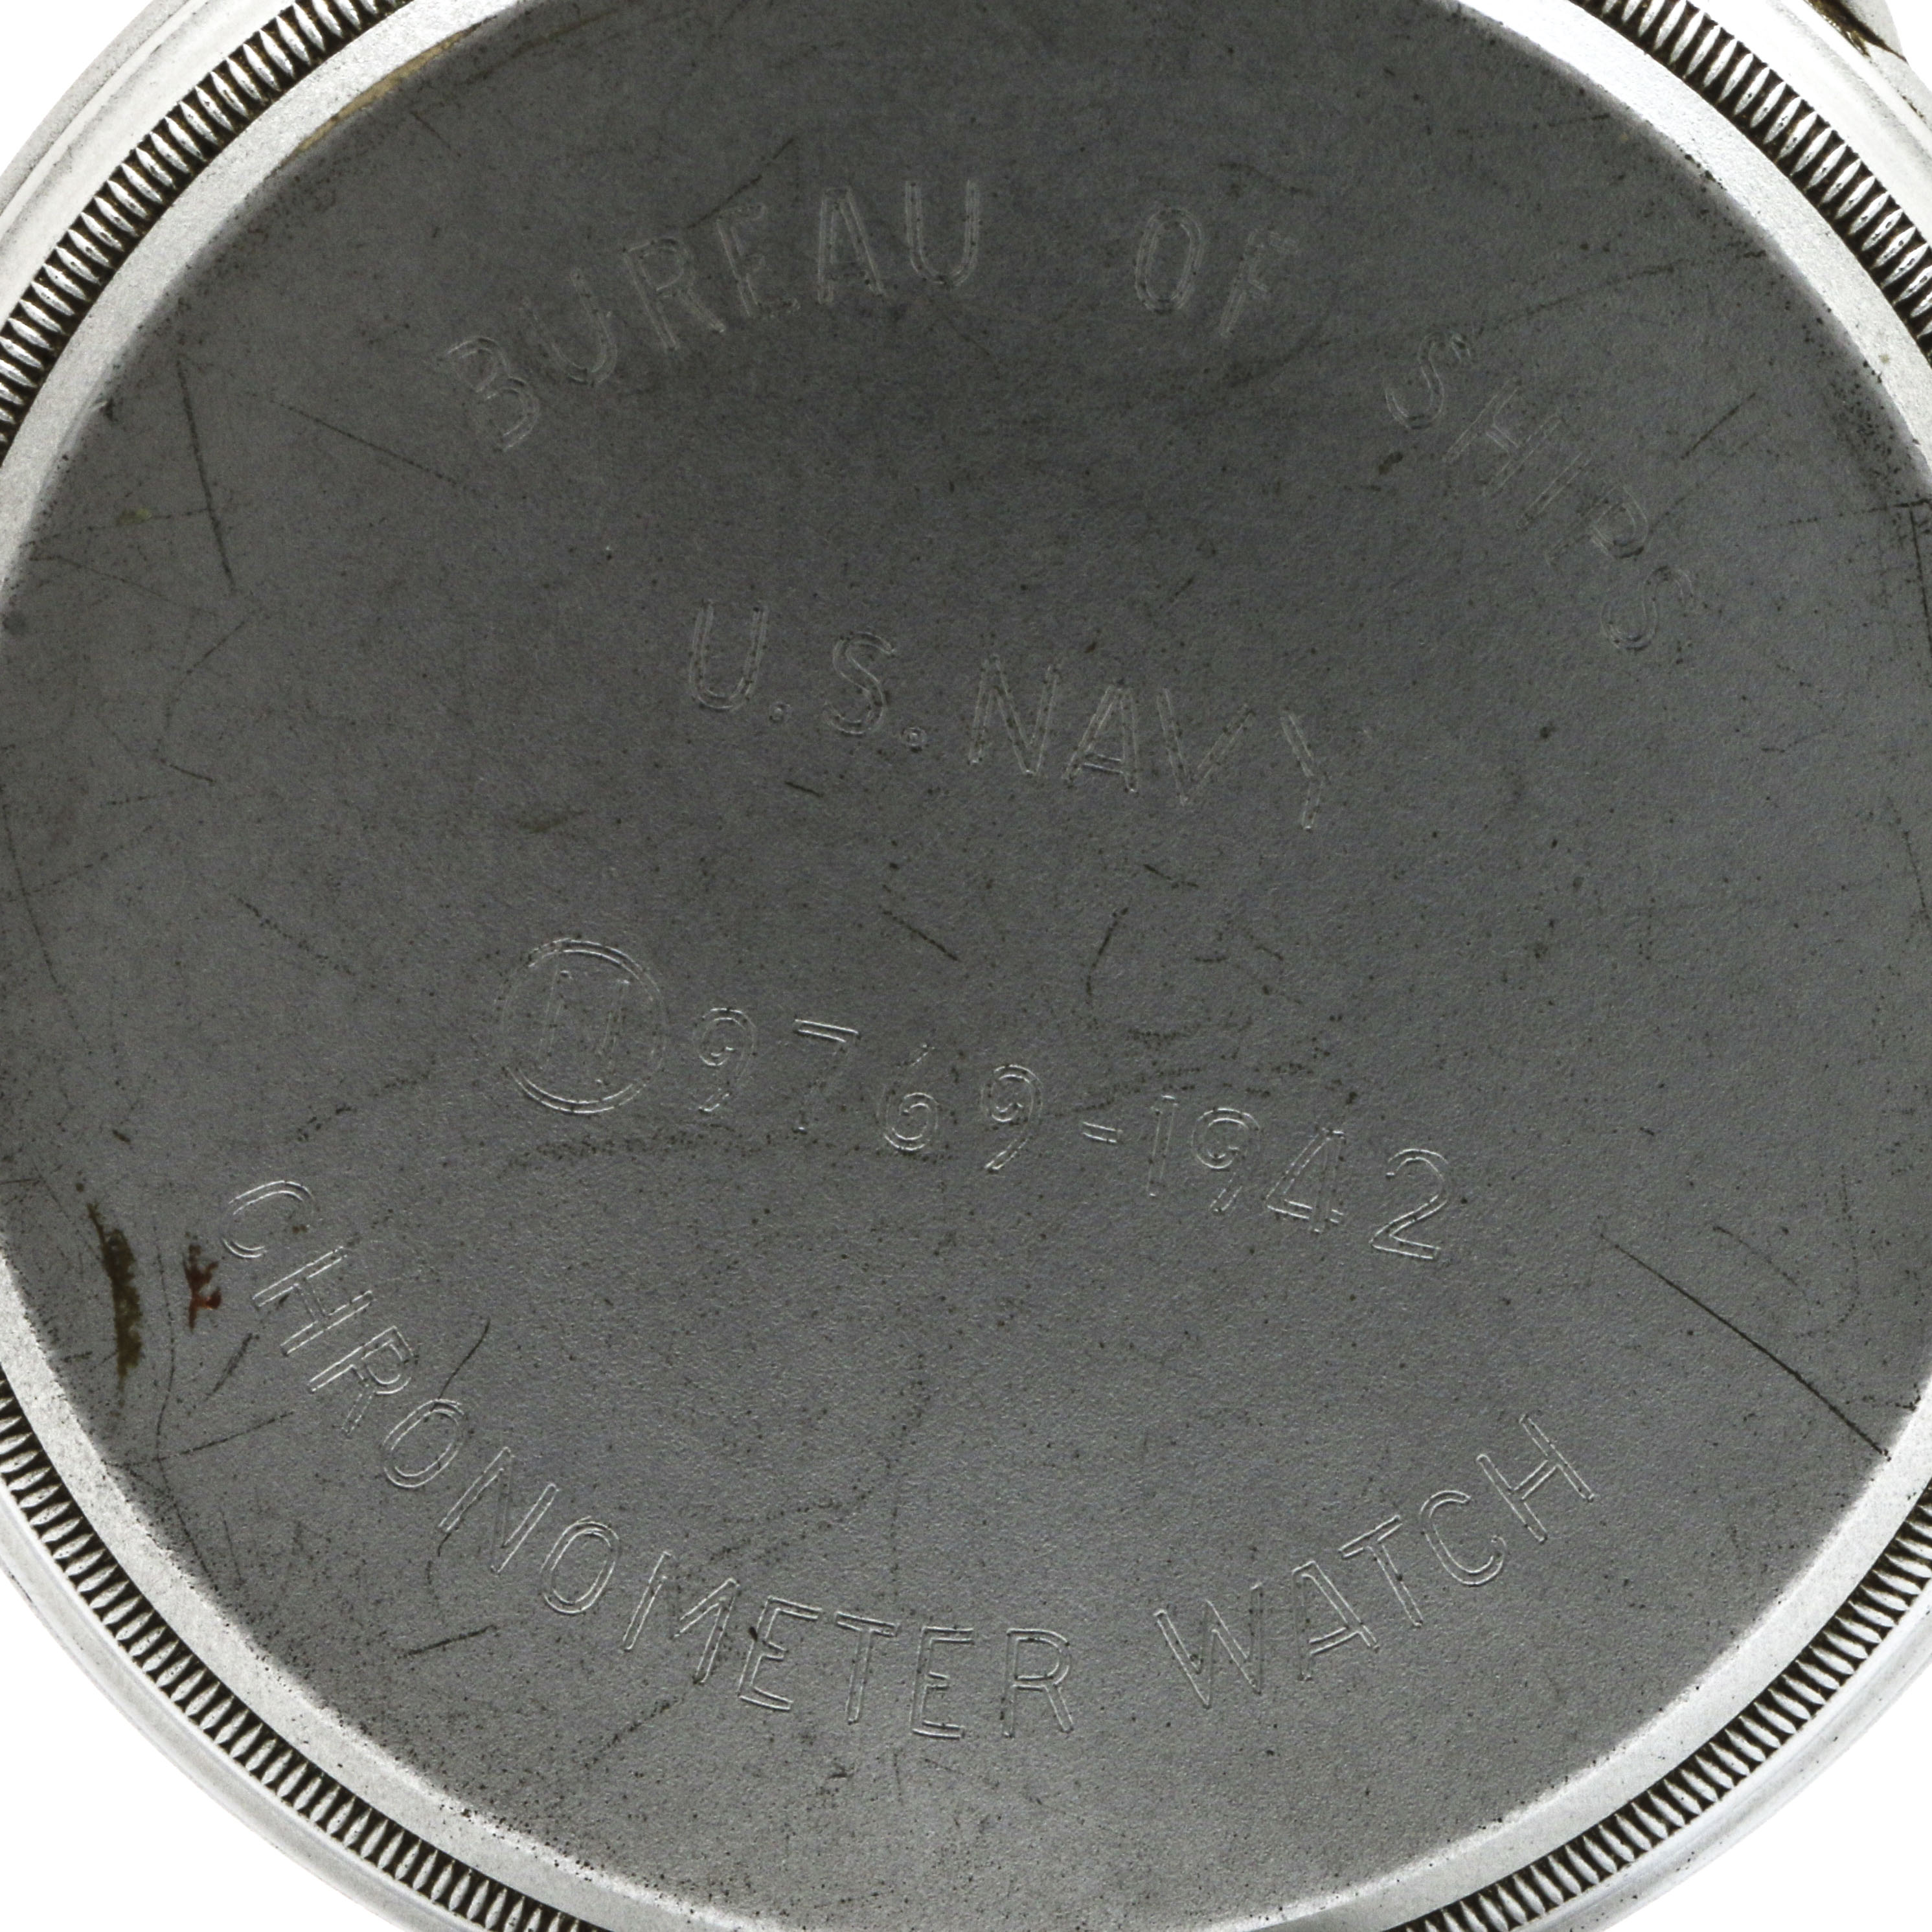 BUREAU OF SHIPS
U.S. NAVY
N 9769-1942
CHRONOMETER WATCH